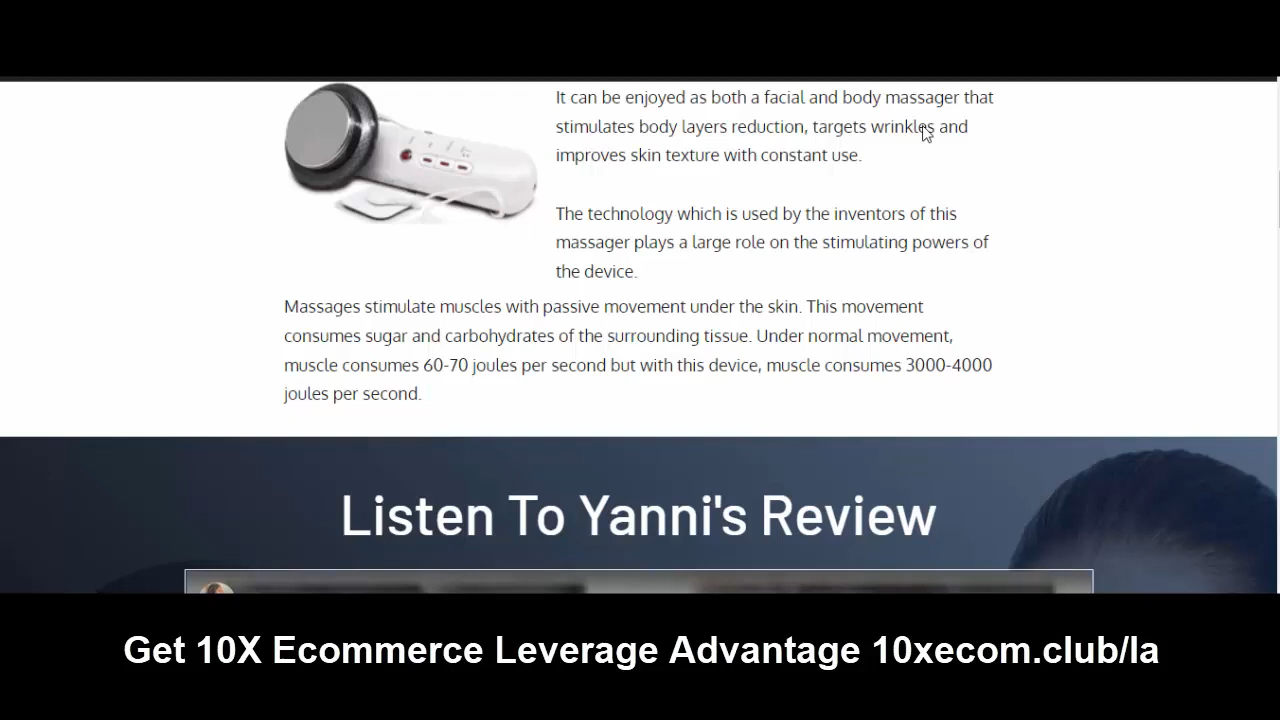 It can be enjoyed as both a facial and body massager that
stimulates body layers reduction, targets wrinkles and
improves skin texture with constant use.
The technology which is used by the inventors of this
massager plays a large role on the stimulating powers of
the device.
Massages stimulate muscles with passive movement under the skin. This movement
consumes sugar and carbohydrates of the surrounding tissue. Under normal movement,
muscle consumes 60-70 joules per second but with this device, muscle consumes 3000-4000
joules per second.
Listen To Yanni's Review
Get 10X Ecommerce Leverage Advantage 10xecom.club/la